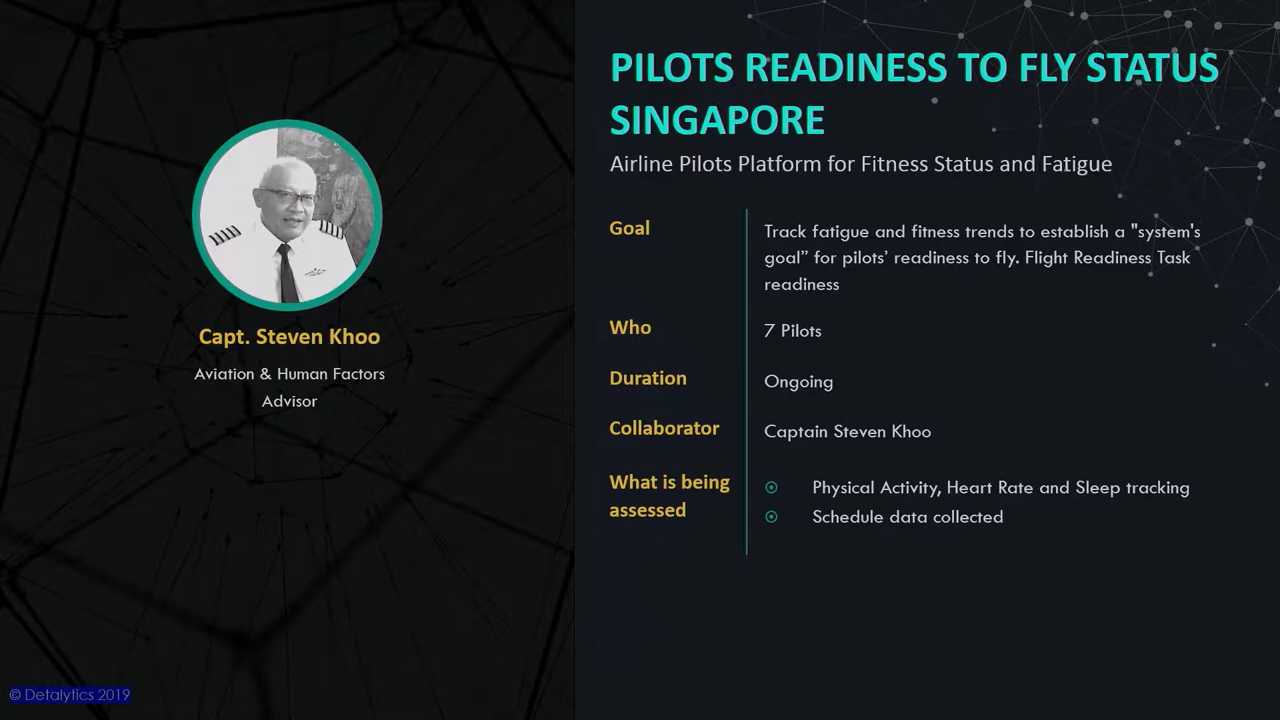 PILOTS READINESS TO FLY STATUS
SINGAPORE
Airline Pilots Platform for Fitness Status and Fatigue
Capt. Steven Khoo
Aviation & Human Factors
Advisor
Goal
Track fatigue and fitness trends to establish a "system's
goal” for pilots’ readiness to fly. Flight Readiness Task
readiness
Who
7 Pilots
Duration
Ongoing
Collaborator
Captain Steven Khoo
What is being
assessed
Physical Activity, Heart Rate and Sleep tracking
Schedule data collected
© Detalytics 2019